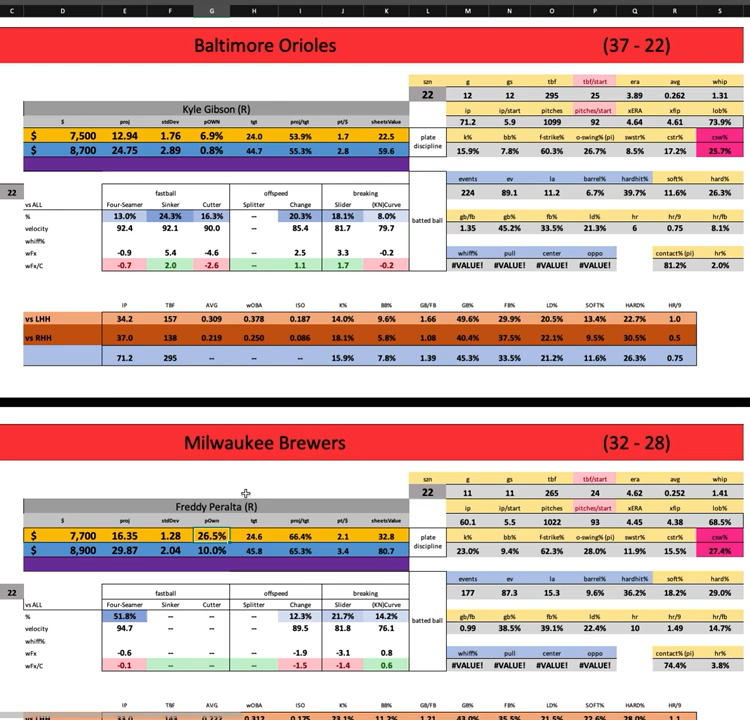 C D E F G H I J K L M N O P Q R S
Baltimore Orioles (37 - 22)
szn g gs tbf tbf/start era avg whip
22 12 12 295 25 3.89 0.262 1.31
Kyle Gibson (R) ip ip/start pitches pitches/start xERA xfip lob%
$ proj stdDev pOWN tgt proj/tgt pt/$ sheetsValue 71.2 5.9 1099 92 4.64 4.61 73.9%
$ 7,500 12.94 1.76 6.9% 24.0 53.9% 1.7 22.5 plate discipline k% bb% f-strike% o-swing% (pi) swstr% cstr% csw%
$ 8,700 24.75 2.89 0.8% 44.7 55.3% 2.8 59.6 15.9% 7.8% 60.3% 26.7% 8.5% 17.2% 25.7%
events ev la barrel% hardhit% soft% hard%
22 fastball offspeed breaking 224 89.1 11.2 6.7% 39.7% 11.6% 26.3%
vs ALL Four-Seamer Sinker Cutter Splitter Change Slider (KN)Curve
% 13.0% 24.3% 16.3% -- 20.3% 18.1% 8.0% batted ball gb/fb gb% fb% ld% hr hr/9 hr/fb
velocity 92.4 92.1 90.0 -- 85.4 81.7 79.7 1.35 45.2% 33.5% 21.3% 6 0.75 8.1%
whiff%
wFx -0.9 5.4 -4.6 2.5 3.3 -0.2 whiff% pull center oppo contact% (pi) hr%
wFx/C -0.7 2.0 -2.6 1.1 1.7 -0.2 #VALUE! #VALUE! #VALUE! #VALUE! 81.2% 2.0%
IP TBF AVG wOBA ISO K% BB% GB/FB GB% FB% LD% SOFT% HARD% HR/9
vs LHH 34.2 157 0.309 0.378 0.187 14.0% 9.6% 1.66 49.6% 29.9% 20.5% 13.4% 22.7% 1.0
vs RHH 37.0 138 0.219 0.250 0.086 18.1% 5.8% 1.08 40.4% 37.5% 22.1% 9.5% 30.5% 0.5
71.2 295 -- -- -- 15.9% 7.8% 1.39 45.3% 33.5% 21.2% 11.6% 26.3% 0.75
Milwaukee Brewers (32 - 28)
szn g gs tbf tbf/start era avg whip
22 11 11 265 24 4.62 0.252 1.41
Freddy Peralta (R) ip ip/start pitches pitches/start xERA xfip lob%
$ proj stdDev pOwn tgt proj/tgt pt/$ sheetsValue 60.1 5.5 1022 93 4.45 4.38 68.5%
$ 7,700 16.35 1.28 26.5% 24.6 66.4% 2.1 32.8 plate discipline k% bb% f-strike% o-swing% (pi) swstr% cstr% csw%
$ 8,900 29.87 2.04 10.0% 45.8 65.3% 3.4 80.7 23.0% 9.4% 62.3% 28.0% 11.9% 15.5% 27.4%
events ev la barrel% hardhit% soft% hard%
22 fastball offspeed breaking 177 87.3 15.3 9.6% 36.2% 18.2% 29.0%
vs ALL Four-Seamer Sinker Cutter Splitter Change Slider (KN)Curve
% 51.8% -- -- -- 12.3% 21.7% 14.2% batted ball gb/fb gb% fb% ld% hr hr/9 hr/fb
velocity 94.7 -- -- -- 89.5 81.8 76.1 0.99 38.5% 39.1% 22.4% 10 1.49 14.7%
whiff%
wFx -0.6 -- -- -1.9 -3.1 0.8 whiff% pull center oppo contact% (pi) hr%
wFx/C -0.1 -- -- -1.5 -1.4 0.6 #VALUE! #VALUE! #VALUE! #VALUE! 74.4% 3.8%
IP TBF AVG wOBA ISO K% BB% GB/FB GB% FB% LD% SOFT% HARD% HR/9